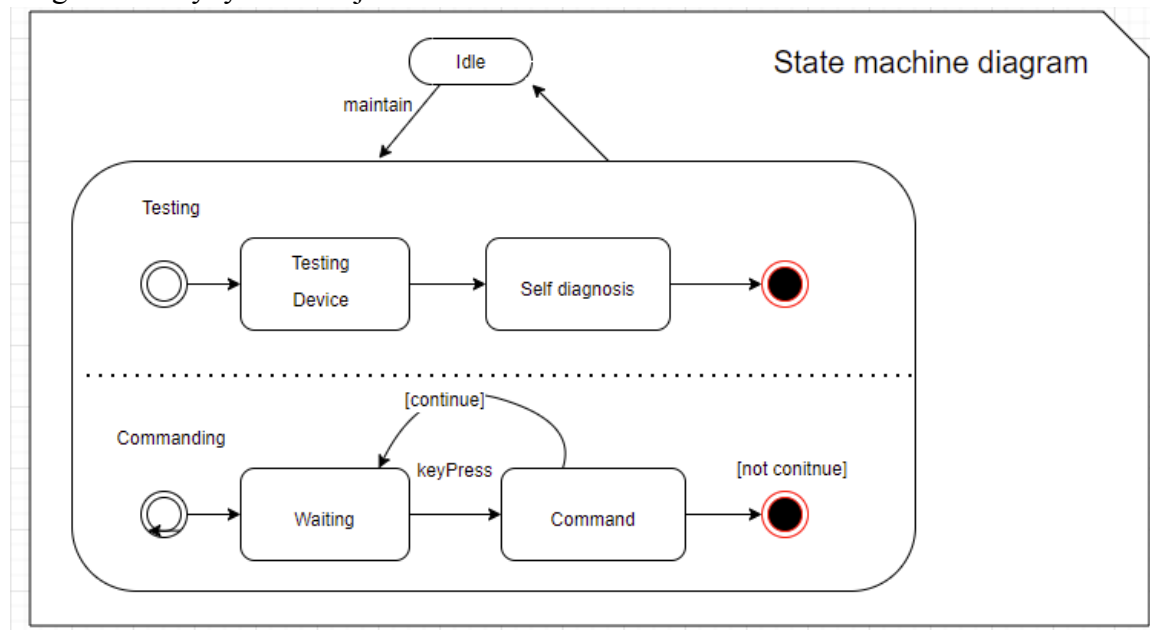 Idle
State machine diagram
maintain
Testing
Testing
Device
Self diagnosis
[continue]
Commanding
keyPress
[not conitnue]
Waiting
Command